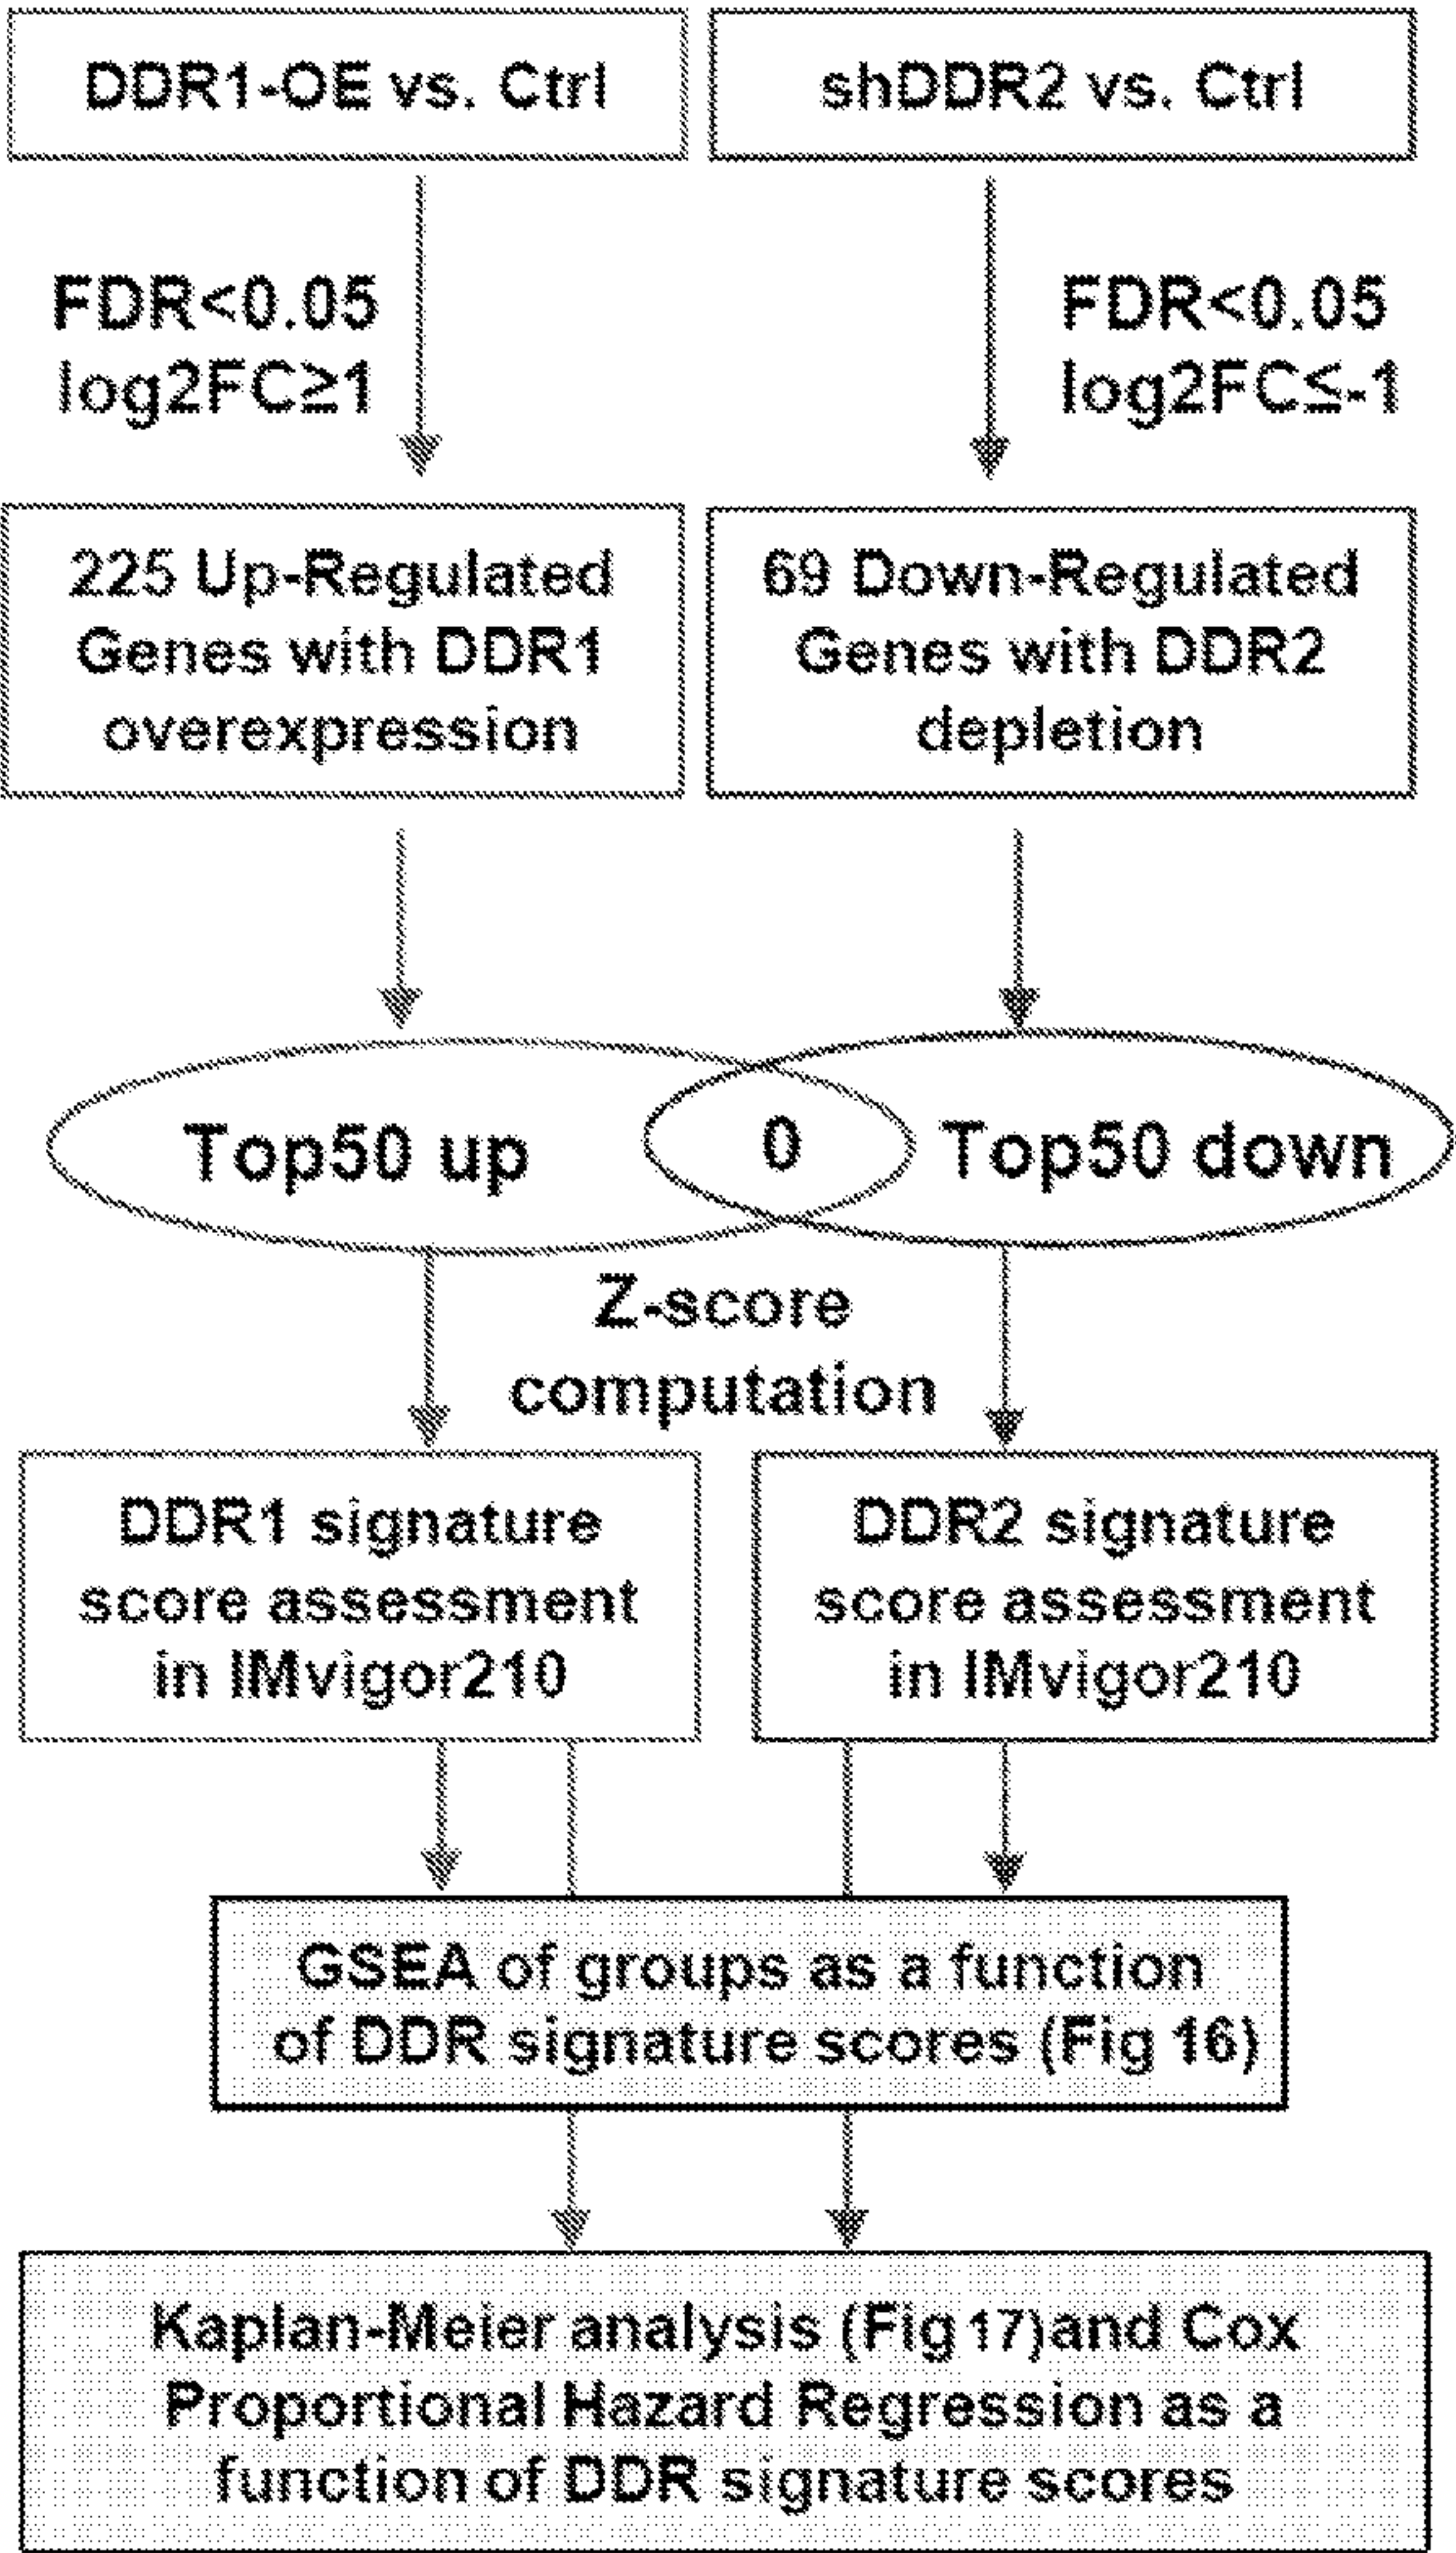 DDR1-OE vs. Ctrl
shDDR2 vs. Ctrl
FDR<0.05
log2FC≥1
FDR<0.05
log2FC≤-1
225 Up-Regulated
Genes with DDR1
overexpression
69 Down-Regulated
Genes with DDR2
depletion
Top50 up
0
Top50 down
Z-score
computation
DDR1 signature
score assessment
in IMvigor210
DDR2 signature
score assessment
in IMvigor210
GSEA of groups as a function
of DDR signature scores (Fig 16)
Kaplan-Meier analysis (Fig 17)and Cox
Proportional Hazard Regression as a
function of DDR signature scores